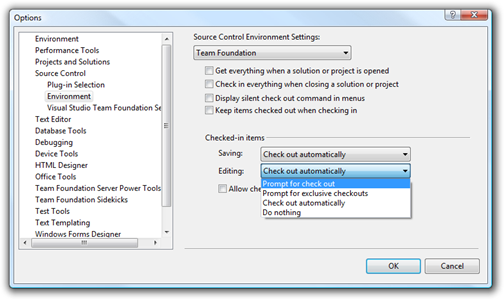 Options
Environment
Performance Tools
Projects and Solutions
Source Control
Plug-in Selection
Environment
Visual Studio Team Foundation Se
Text Editor
Database Tools
Debugging
Device Tools
HTML Designer
Office Tools
Team Foundation Server Power Tools
Team Foundation Sidekicks
Test Tools
Text Templating
Windows Forms Designer
Source Control Environment Settings:
Team Foundation
Get everything when a solution or project is opened
Check in everything when closing a solution or project
Display silent check out command in menus
Keep items checked out when checking in
Checked-in items
Saving: Check out automatically
Editing: Check out automatically
Prompt for check out
Prompt for exclusive checkouts
Check out automatically
Do nothing
Allow
OK Cancel